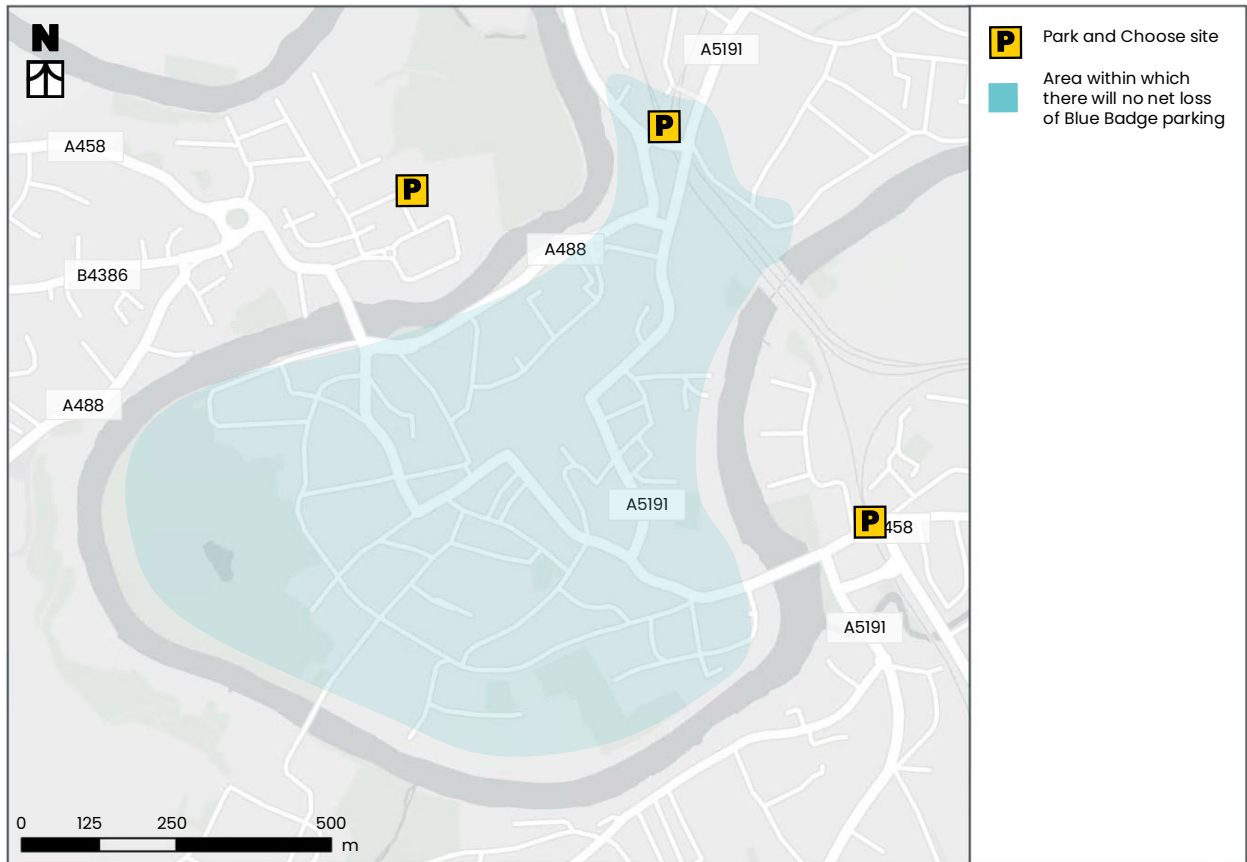 N
A5191
P
A458
P
A488
B4386
A488
A5191
P
458
A5191
0 125 250 500
m
P Park and Choose site
Area within which
there will no net loss
of Blue Badge parking